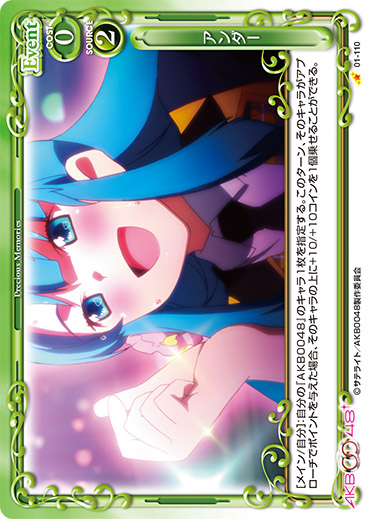 Event
COST
0
SOURCE
2
アンダー
01-110
Precious Memories
[メイン/自分]:自分の「AKB0048」のキャラ1枚を指定する。このターン、そのキャラがアプ
ローチでポイントを与えた場合、そのキャラの上に+10/+10コインを1個乗せることができる。
©サテライト/AKB0048製作委員会
AKB0048